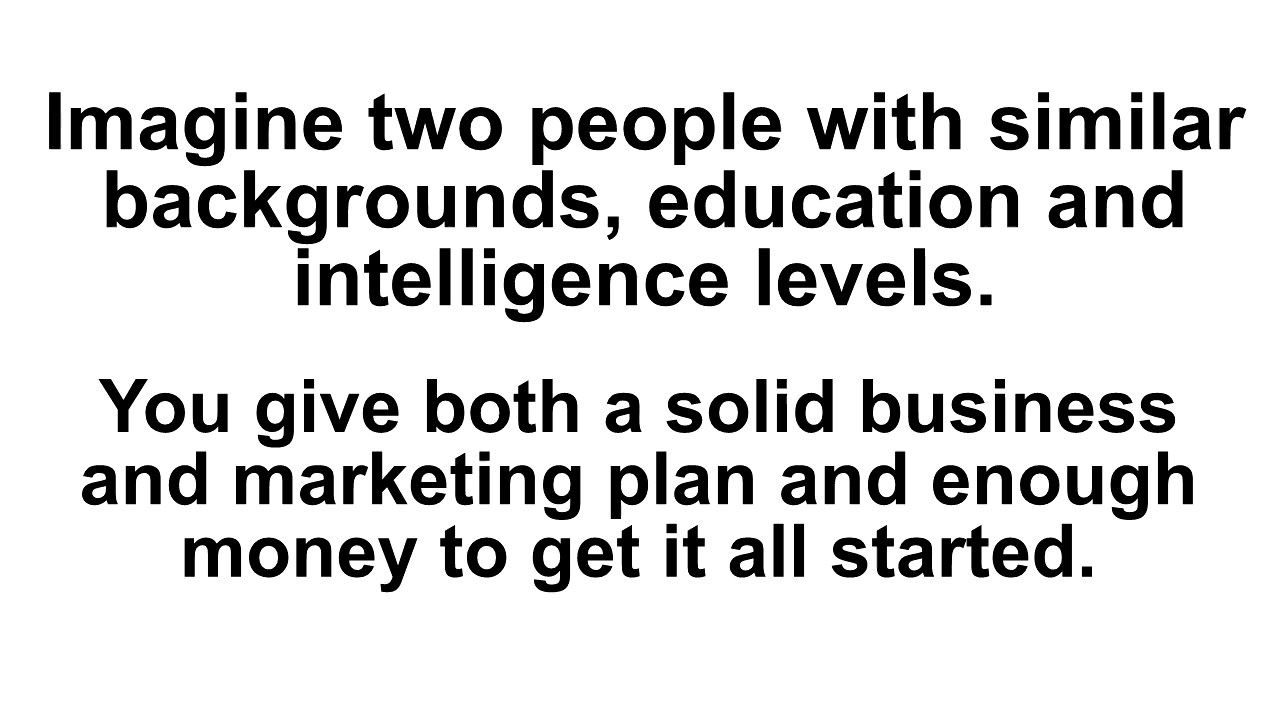 Imagine two people with similar
backgrounds, education and
intelligence levels.
You give both a solid business
and marketing plan and enough
money to get it all started.